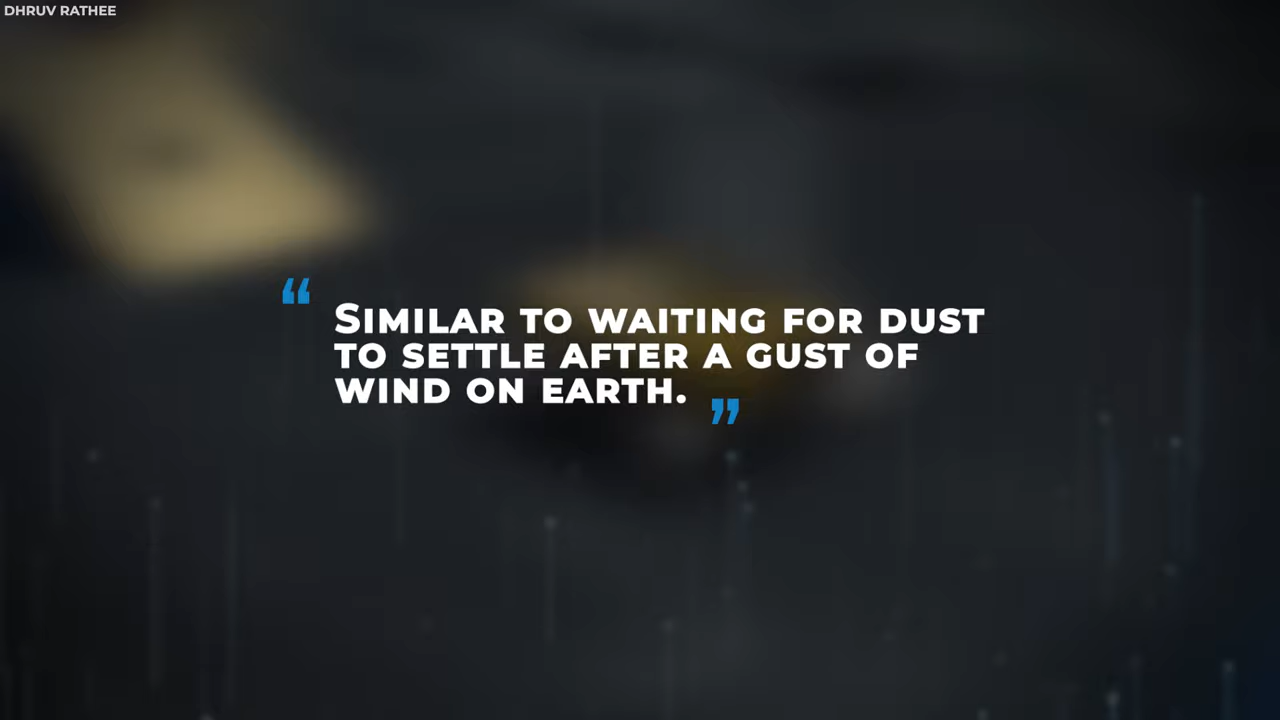 DHRUV RATHEE
“ SIMILAR TO WAITING FOR DUST
TO SETTLE AFTER A GUST OF
WIND ON EARTH. ”